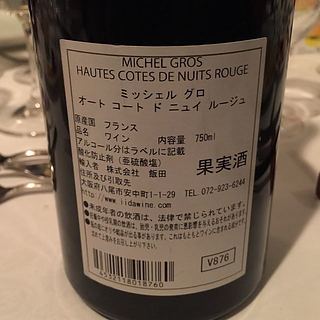 MICHEL GROS
HAUTES COTES DE NUITS ROUGE
ミッシェル グロ
オート コート ド ニュイ ルージュ
原産国 フランス
品名 ワイン 内容量 750ml
アルコール分はラベルに記載
酸化防止剤（亜硫酸塩） 果実酒
輸入者 株式会社 飯田
住所及び引取先
大阪府八尾市安中町1-1-29 TEL.072-923-6244
www.iidawine.com
●未成年者の飲酒は、法律で禁じられています。
V876
4532118018760